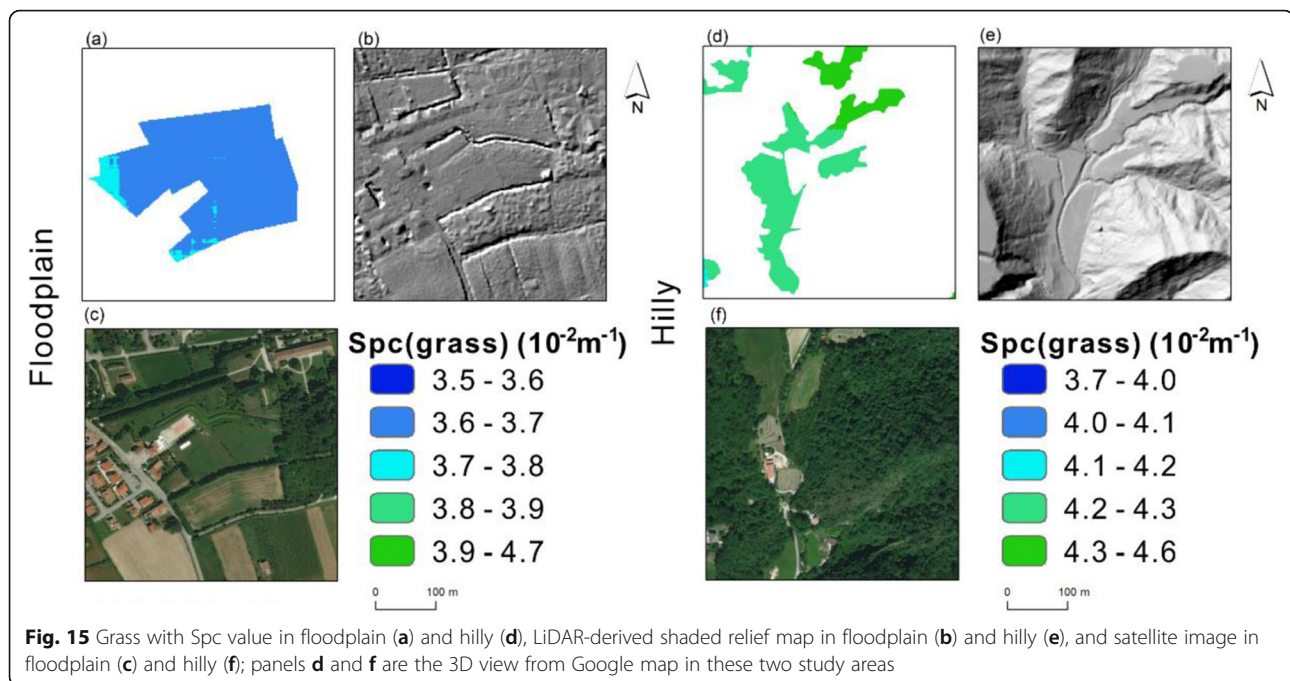 (a)
(b)
(d)
(e)
N
N
Floodplain
Hilly
(c)
(f)
Spc(grass) (10⁻²m⁻¹)
3.5 - 3.6
3.6 - 3.7
3.7 - 3.8
3.8 - 3.9
3.9 - 4.7
0 100 m
Spc(grass) (10⁻²m⁻¹)
3.7 - 4.0
4.0 - 4.1
4.1 - 4.2
4.2 - 4.3
4.3 - 4.6
0 100 m
Fig. 15 Grass with Spc value in floodplain (a) and hilly (d), LiDAR-derived shaded relief map in floodplain (b) and hilly (e), and satellite image in
floodplain (c) and hilly (f); panels d and f are the 3D view from Google map in these two study areas